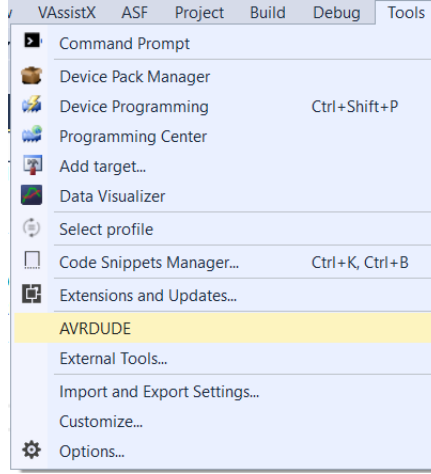 VAssistX ASF Project Build Debug Tools
Command Prompt
Device Pack Manager
Device Programming Ctrl+Shift+P
Programming Center
Add target...
Data Visualizer
Select profile
Code Snippets Manager... Ctrl+K, Ctrl+B
Extensions and Updates...
AVRDUDE
External Tools...
Import and Export Settings...
Customize...
Options...